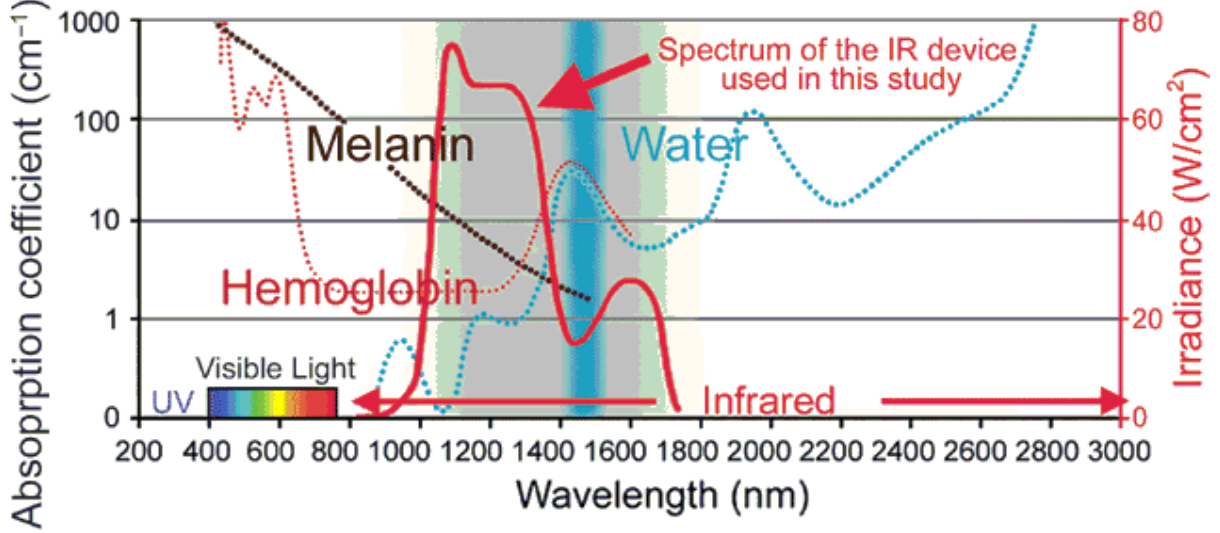 Absoprption coefficient (cm⁻¹)
1000
100
10
1
0
80
60
40
20
0
Irradiance (W/cm²)
Spectrum of the IR device
used in this study
Melanin
Water
Hemoglobin
Visible Light
UV
Infrared
200 400 600 800 1000 1200 1400 1600 1800 2000 2200 2400 2600 2800 3000
Wavelength (nm)